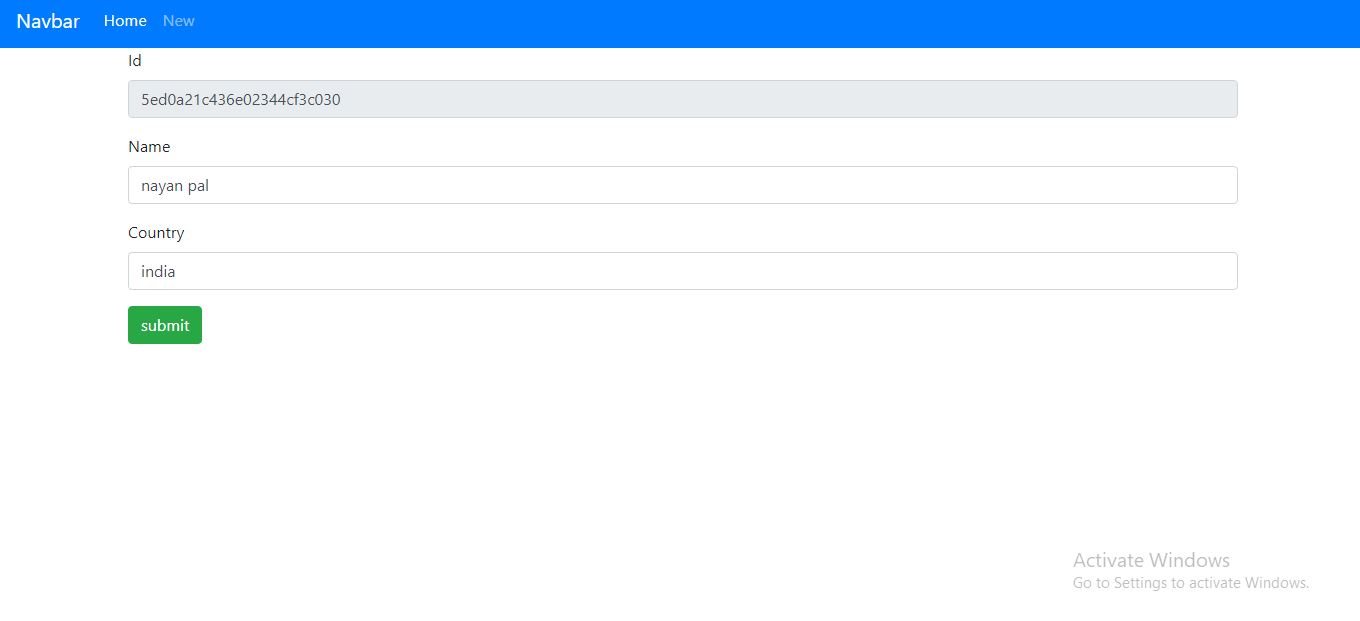 Navbar Home New
Id
5ed0a21c436e02344cf3c030
Name
nayan pal
Country
india
submit
Activate Windows
Go to Settings to activate Windows.